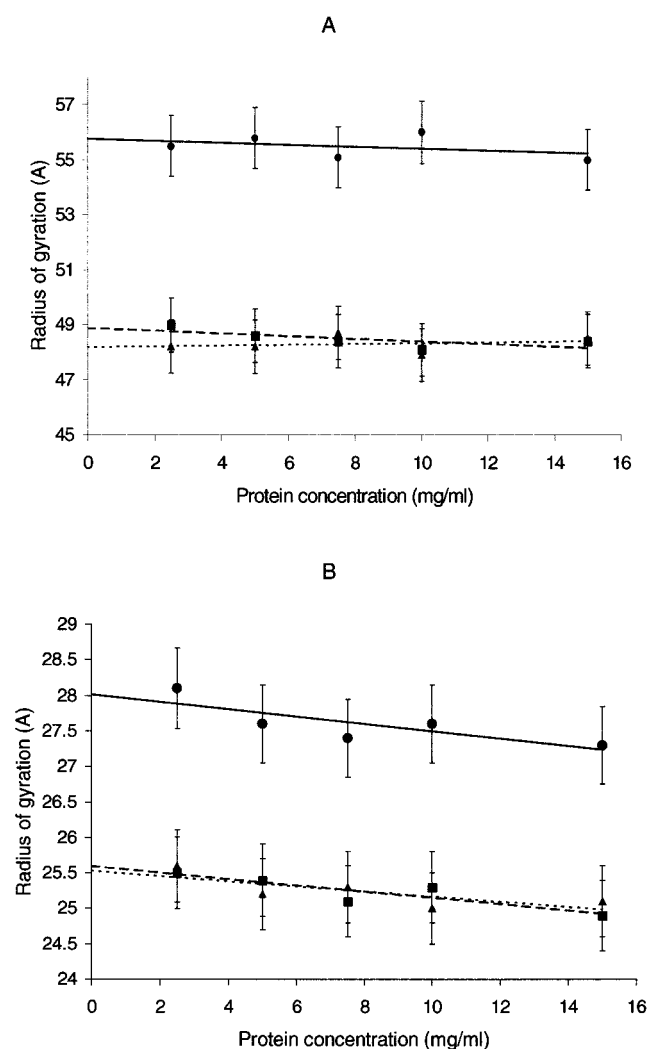 A
57
55
53
51
49
47
45
Radius of gyration (A)
0 2 4 6 8 10 12 14 16
Protein concentration (mg/ml)
B
29
28.5
28
27.5
27
26.5
26
25.5
25
24.5
24
Radius of gyration (A)
0 2 4 6 8 10 12 14 16
Protein concentration (mg/ml)